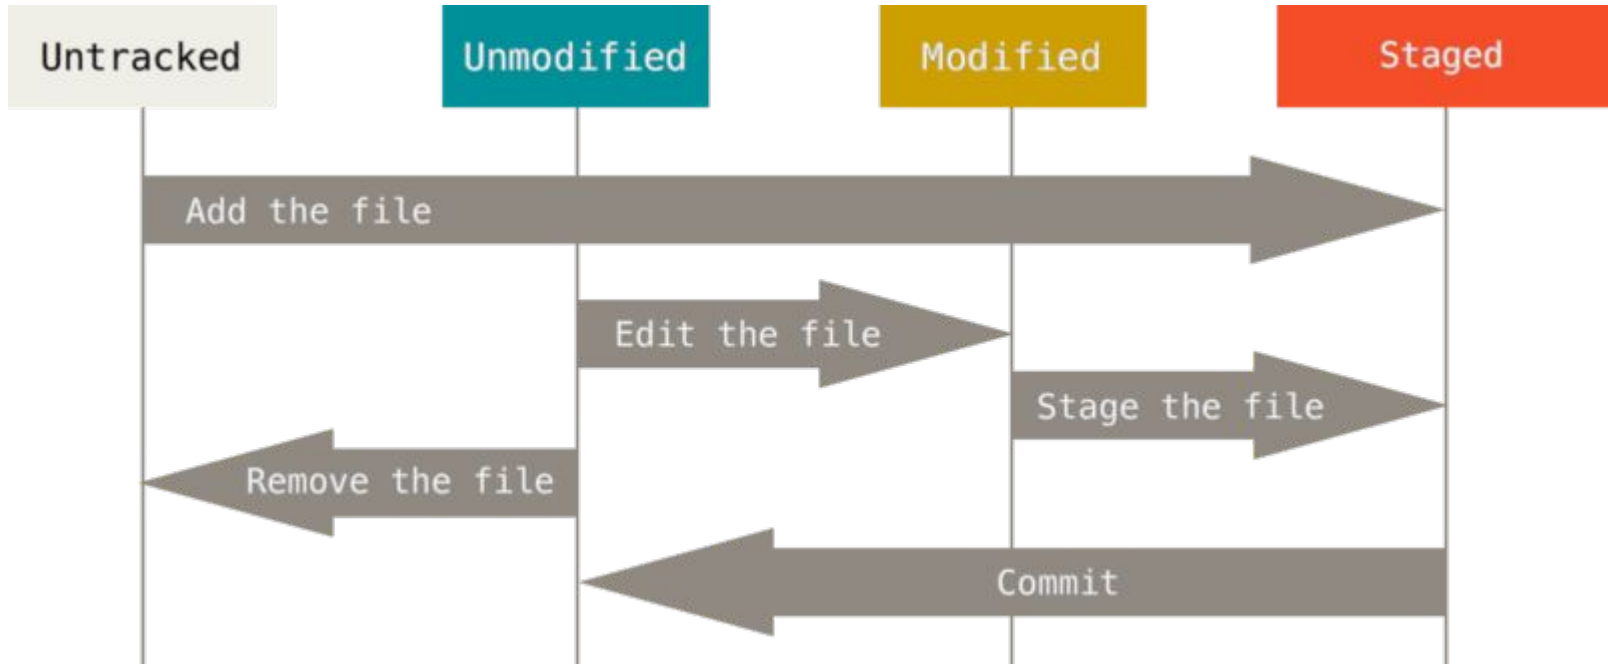 Untracked
Unmodified
Modified
Staged
Add the file
Edit the file
Stage the file
Remove the file
Commit